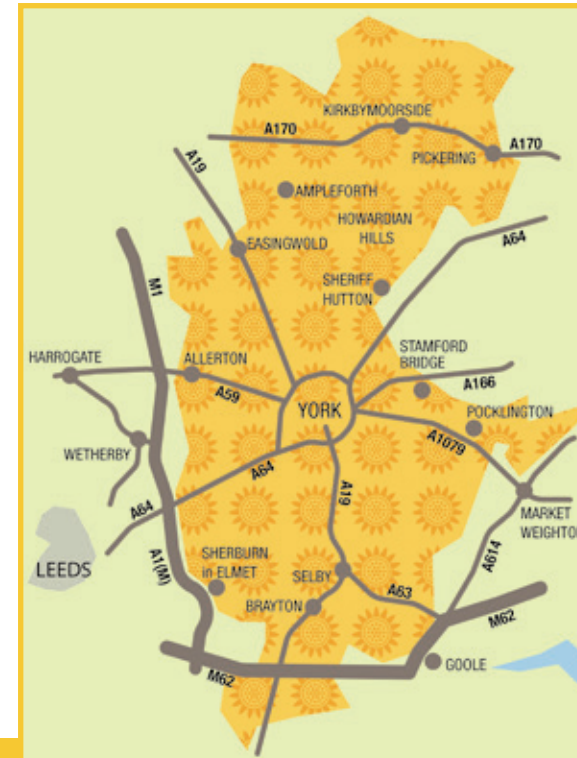 KIRKBYMOORSIDE
A170
A170
PICKERING
A19
AMPLEFORTH
HOWARDIAN
HILLS
EASINGWOLD
A64
SHERIFF
HUTTON
M1
HARROGATE
ALLERTON
STAMFORD
BRIDGE
A59
YORK
A166
POCKLINGTON
WETHERBY
A64
A1079
A64
A19
MARKET
WEIGHTON
LEEDS
A1(M)
SHERBURN
in ELMET
SELBY
A614
BRAYTON
A63
M62
GOOLE
M62